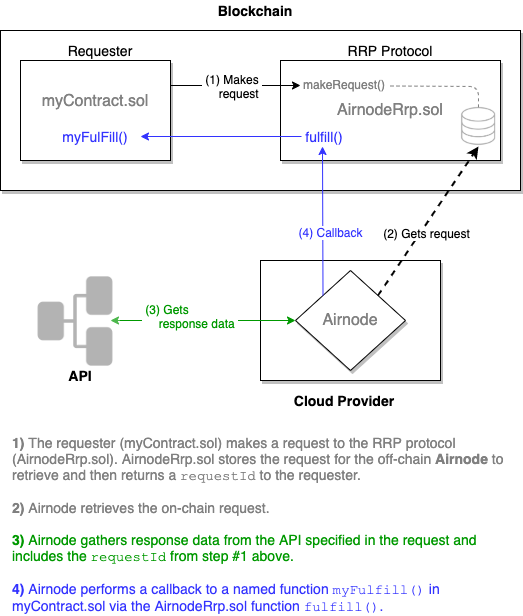 Blockchain
Requester
RRP Protocol
myContract.sol
(1) Makes
request
makeRequest()
AirnodeRrp.sol
myFulFill()
fulfill()
(4) Callback
(2) Gets request
(3) Gets
response data
Airnode
API
Cloud Provider
1) The requester (myContract.sol) makes a request to the RRP protocol
(AirnodeRrp.sol). AirnodeRrp.sol stores the request for the off-chain Airnode to
retrieve and then returns a requestId to the requester.
2) Airnode retrieves the on-chain request.
3) Airnode gathers response data from the API specified in the request and
includes the requestId from step #1 above.
4) Airnode performs a callback to a named function myFulfill() in
myContract.sol via the AirnodeRrp.sol function fulfill().